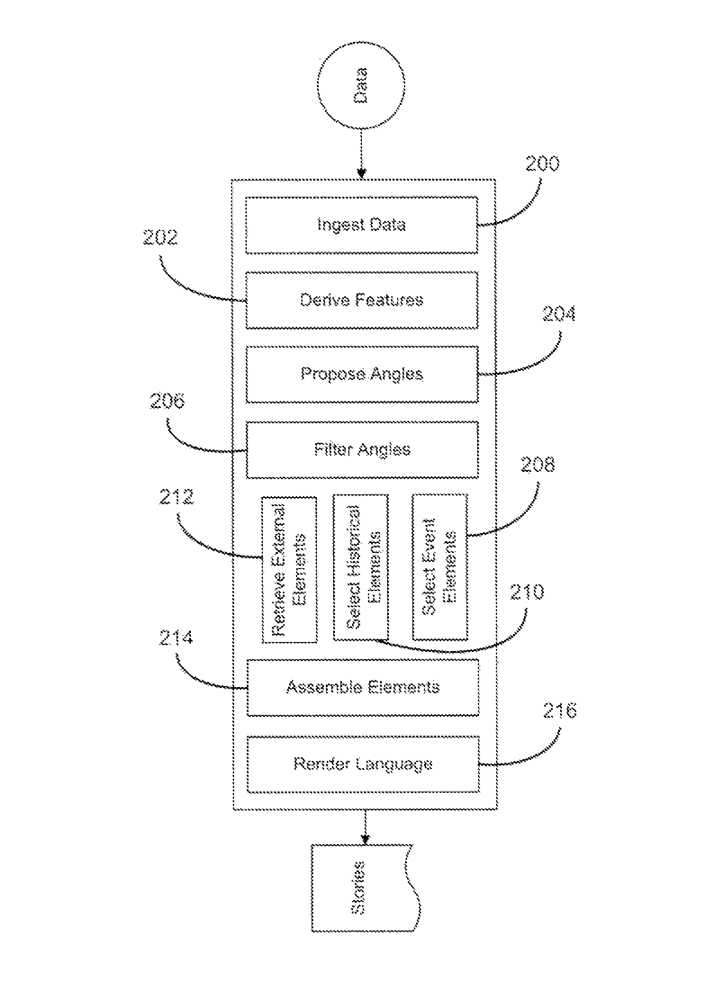 Data
200
Ingest Data
202
Derive Features
204
Propose Angles
206
Filter Angles
208
212
Retrieve External
Elements
Select Historical
Elements
Select Event
Elements
210
214
Assemble Elements
216
Render Language
Stories